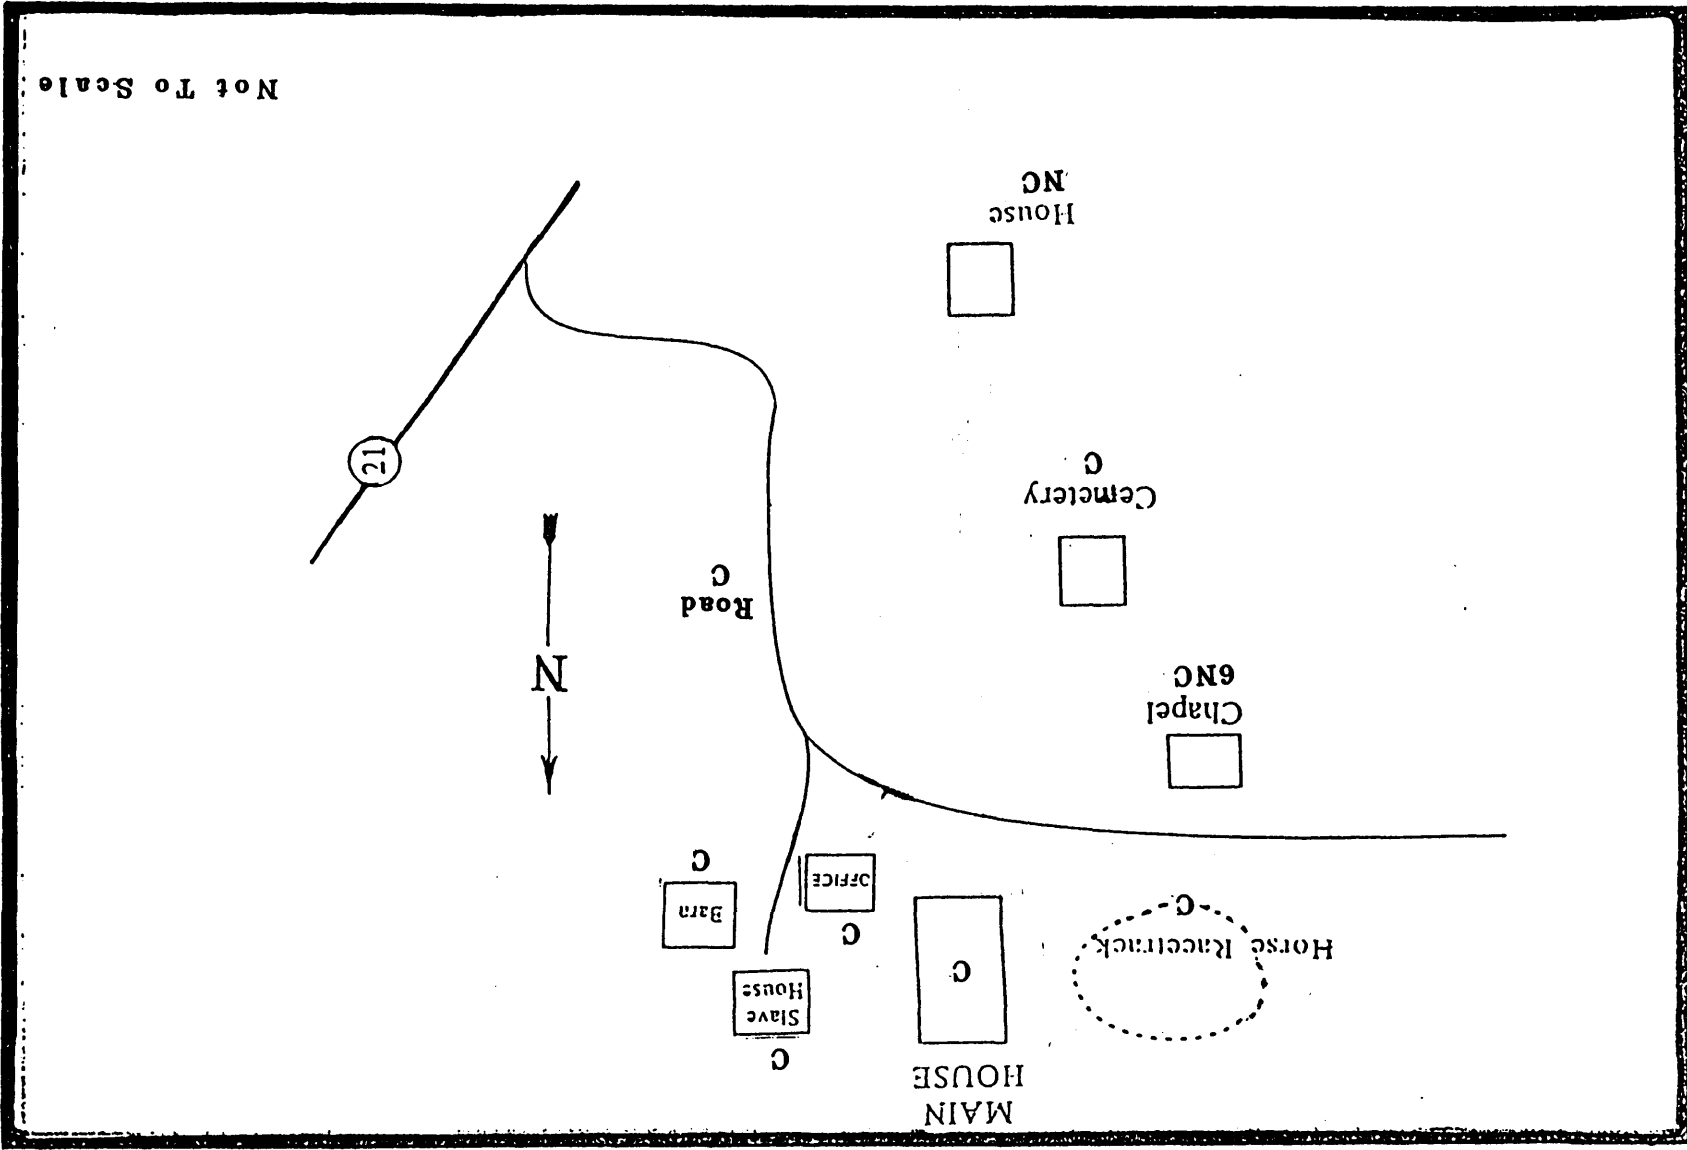 MAIN
HOUSE
C
Slave
House
C
Horse Racetrack
C
C
OFFICE
Barn
C
Chapel
6NC
N
Road
C
Cemetery
C
21
House
NC
Not To Scale